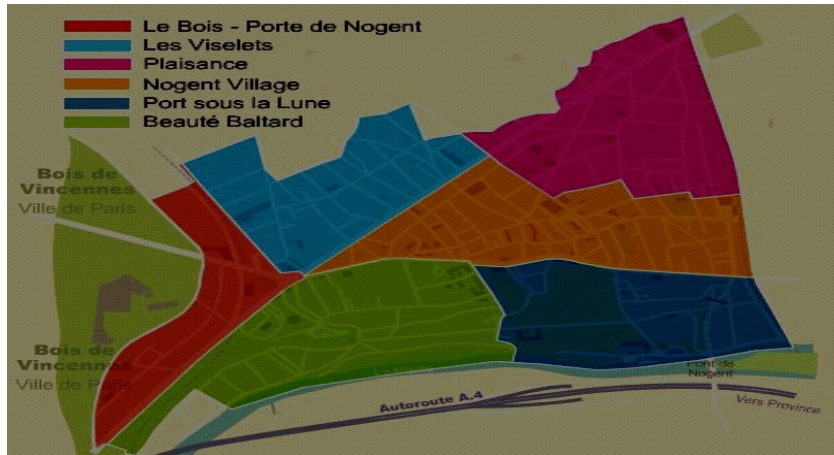 Le Bois - Porte de Nogent
Les Viselets
Plaisance
Nogent Village
Port sous la Lune
Beauté Baltard
Bois de
Vincennes
Ville de Paris
Bois de
Vincennes
Ville de Paris
Pont de
Nogent
Autoroute A.4
Vers Province